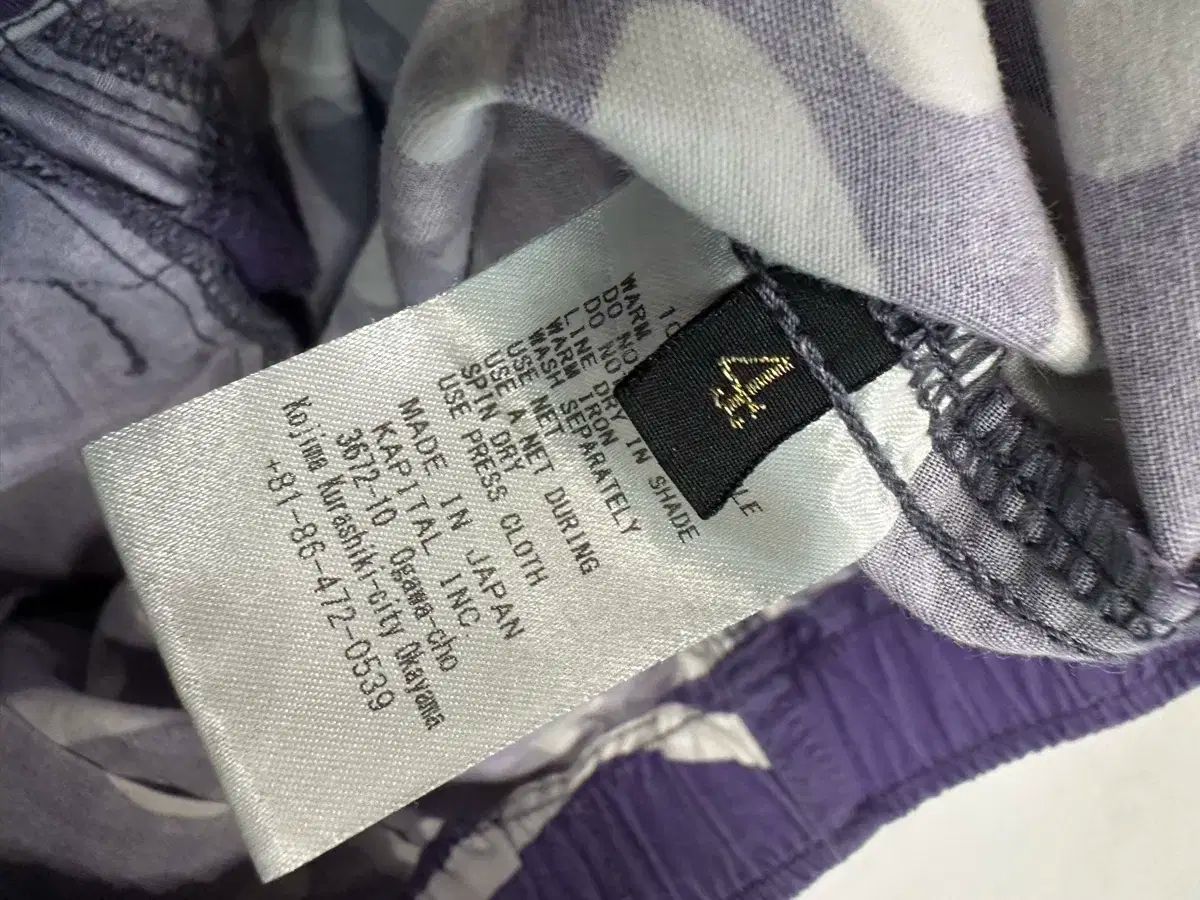 4
WARM
DO
DO
LINE DRY IN SHADE
WARM IRON
WASH SEPARATELY
USE NET
USE A NET DURING
SPIN DRY
USE PRESS CLOTH
MADE IN JAPAN
KAPITAL INC.
3672-10 Ogawa-cho
Kojima Kurashiki-city Okayama
+81-86-472-0539